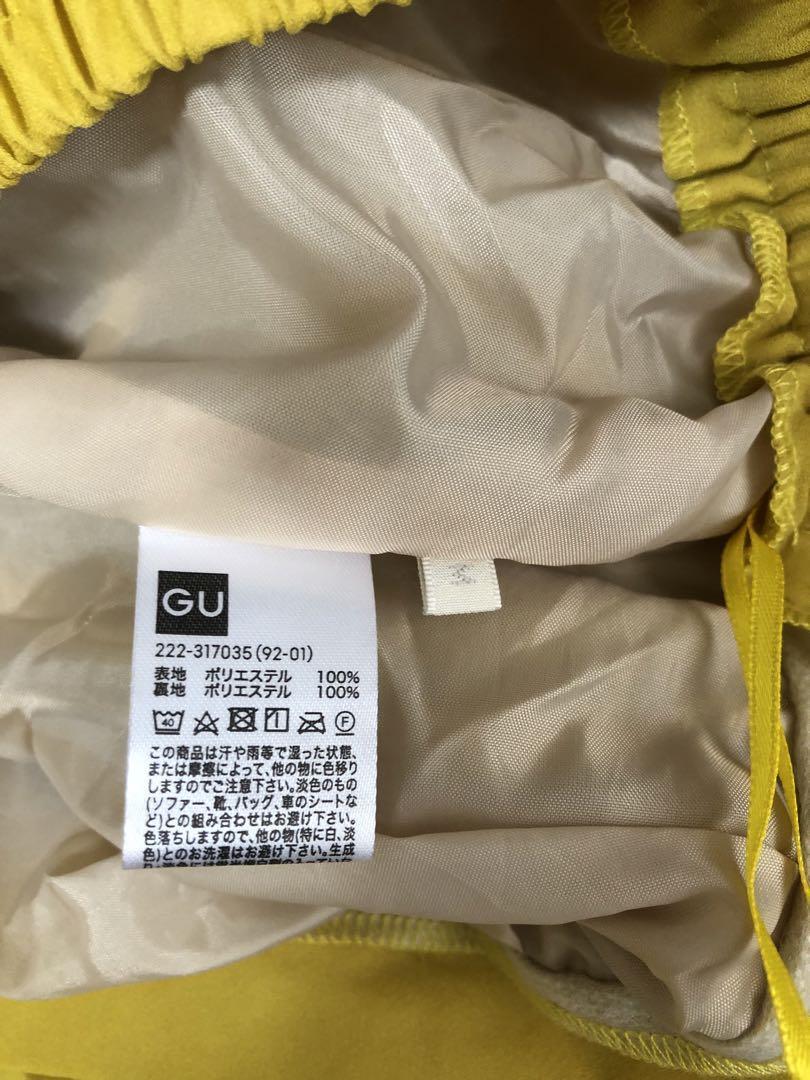 GU
222-317035(92-01)
表地 ポリエステル 100%
裏地 ポリエステル 100%
40 F
この商品は汗や雨等で湿った状態、
または摩擦によって、他の物に色移り
しますのでご注意下さい。淡色のもの
(ソファー、靴、バッグ、車のシートな
ど)との組み合わせはお避け下さい。
色落ちしますので、他の物(特に白、淡
色)とのお洗濯はお避け下さい。生成